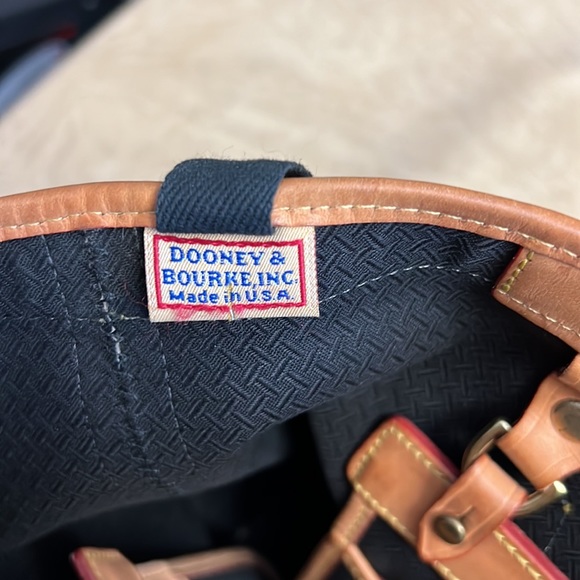 DOONEY &
BOURKE, INC.
Made in U.S.A.